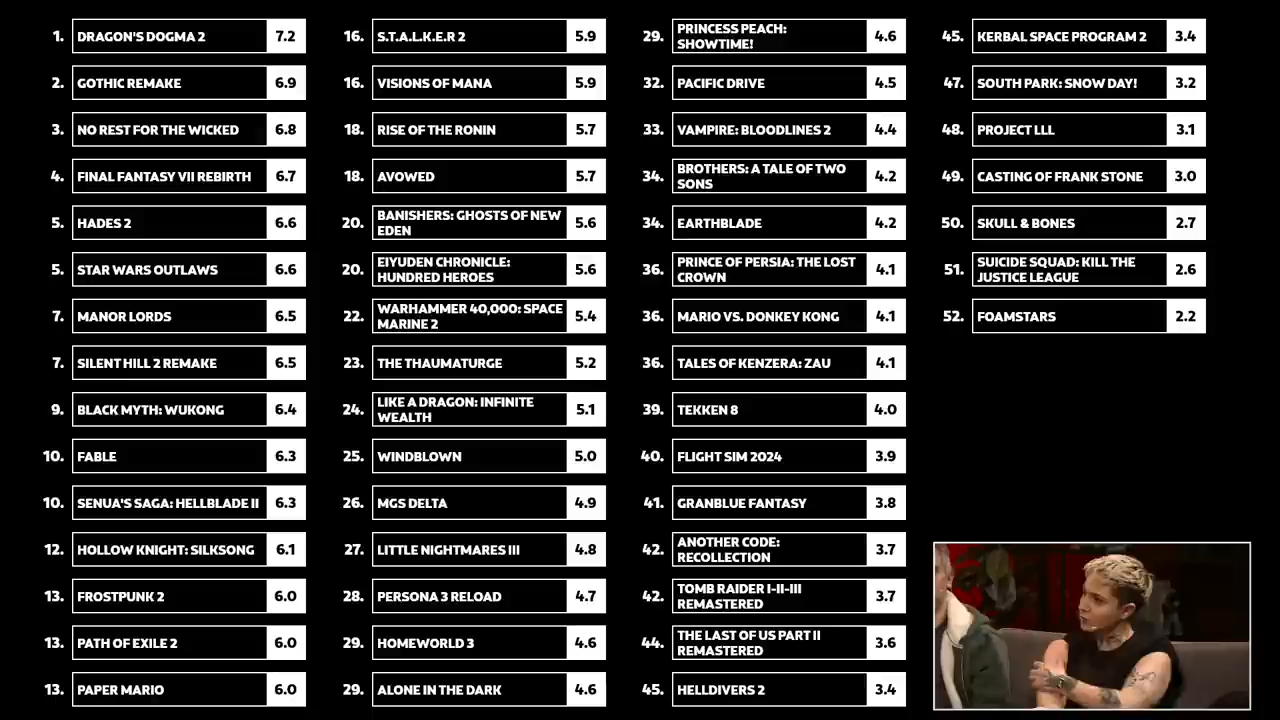 1. DRAGON'S DOGMA 2 7.2
2. GOTHIC REMAKE 6.9
3. NO REST FOR THE WICKED 6.8
4. FINAL FANTASY VII REBIRTH 6.7
5. HADES 2 6.6
5. STAR WARS OUTLAWS 6.6
7. MANOR LORDS 6.5
7. SILENT HILL 2 REMAKE 6.5
9. BLACK MYTH: WUKONG 6.4
10. FABLE 6.3
10. SENUA'S SAGA: HELLBLADE II 6.3
12. HOLLOW KNIGHT: SILKSONG 6.1
13. FROSTPUNK 2 6.0
13. PATH OF EXILE 2 6.0
13. PAPER MARIO 6.0
16. S.T.A.L.K.E.R 2 5.9
16. VISIONS OF MANA 5.9
18. RISE OF THE RONIN 5.7
18. AVOWED 5.7
20. BANISHERS: GHOSTS OF NEW
EDEN 5.6
20. EIYUDEN CHRONICLE:
HUNDRED HEROES 5.6
22. WARHAMMER 40,000: SPACE
MARINE 2 5.4
23. THE THAUMATURGE 5.2
24. LIKE A DRAGON: INFINITE
WEALTH 5.1
25. WINDBLOWN 5.0
26. MGS DELTA 4.9
27. LITTLE NIGHTMARES III 4.8
28. PERSONA 3 RELOAD 4.7
29. HOMEWORLD 3 4.6
29. ALONE IN THE DARK 4.6
29. PRINCESS PEACH:
SHOWTIME! 4.6
32. PACIFIC DRIVE 4.5
33. VAMPIRE: BLOODLINES 2 4.4
34. BROTHERS: A TALE OF TWO
SONS 4.2
34. EARTHBLADE 4.2
36. PRINCE OF PERSIA: THE LOST
CROWN 4.1
36. MARIO VS. DONKEY KONG 4.1
36. TALES OF KENZERA: ZAU 4.1
39. TEKKEN 8 4.0
40. FLIGHT SIM 2024 3.9
41. GRANBLUE FANTASY 3.8
42. ANOTHER CODE:
RECOLLECTION 3.7
42. TOMB RAIDER I-II-III
REMASTERED 3.7
44. THE LAST OF US PART II
REMASTERED 3.6
45. HELLDIVERS 2 3.4
45. KERBAL SPACE PROGRAM 2 3.4
47. SOUTH PARK: SNOW DAY! 3.2
48. PROJECT LLL 3.1
49. CASTING OF FRANK STONE 3.0
50. SKULL & BONES 2.7
51. SUICIDE SQUAD: KILL THE
JUSTICE LEAGUE 2.6
52. FOAMSTARS 2.2